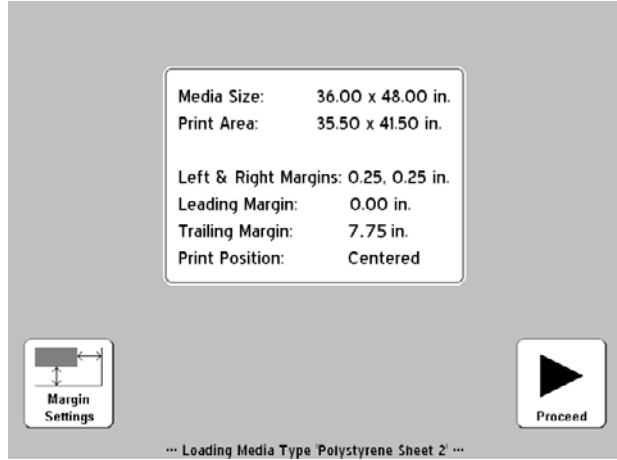 Media Size: 36.00 x 48.00 in.
Print Area: 35.50 x 41.50 in.
Left & Right Margins: 0.25, 0.25 in.
Leading Margin: 0.00 in.
Trailing Margin: 7.75 in.
Print Position: Centered
Margin
Settings
Proceed
··· Loading Media Type 'Polystyrene Sheet 2' ···